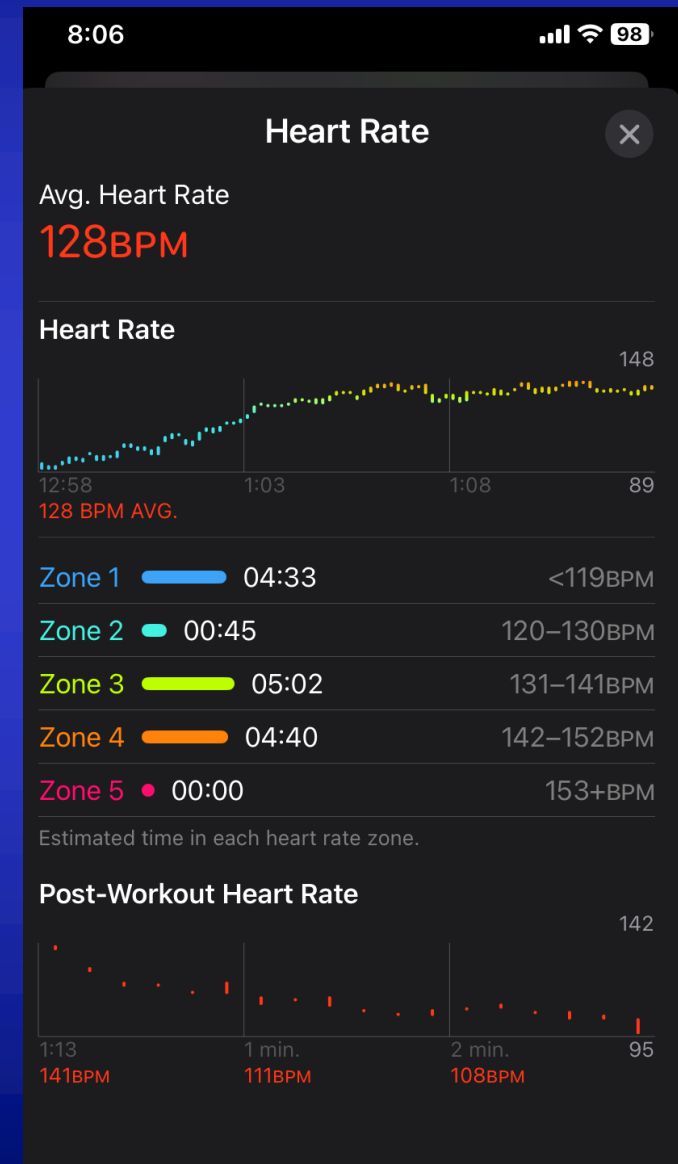 8:06 98
Heart Rate
Avg. Heart Rate
128BPM
Heart Rate
148
12:58 1:03 1:08 89
128 BPM AVG.
Zone 1 04:33 <119BPM
Zone 2 00:45 120–130BPM
Zone 3 05:02 131–141BPM
Zone 4 04:40 142–152BPM
Zone 5 00:00 153+BPM
Estimated time in each heart rate zone.
Post-Workout Heart Rate
142
1:13 1 min. 2 min. 95
141BPM 111BPM 108BPM